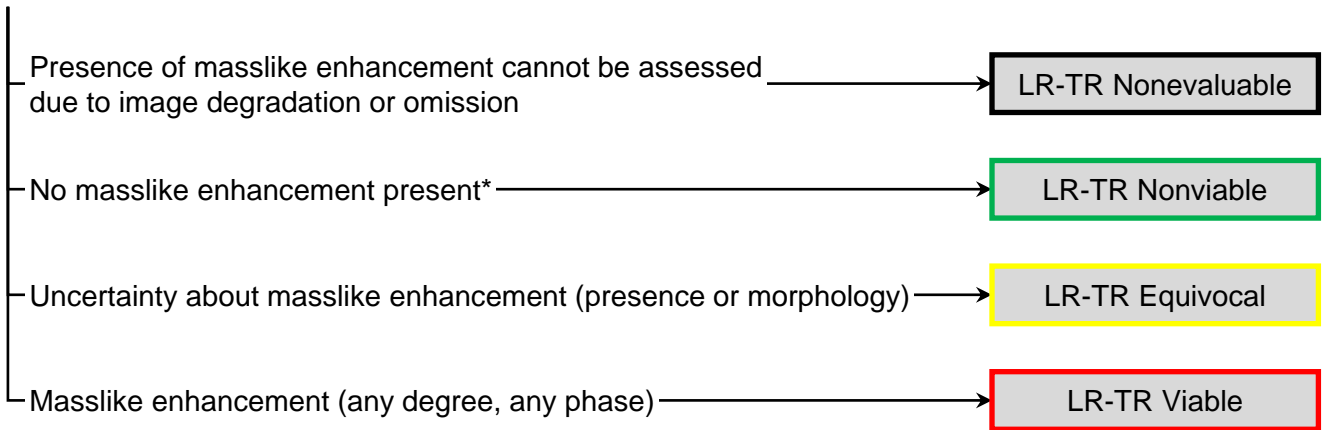 Presence of masslike enhancement cannot be assessed
due to image degradation or omission
LR-TR Nonevaluable
No masslike enhancement present*
LR-TR Nonviable
Uncertainty about masslike enhancement (presence or morphology)
LR-TR Equivocal
Masslike enhancement (any degree, any phase)
LR-TR Viable